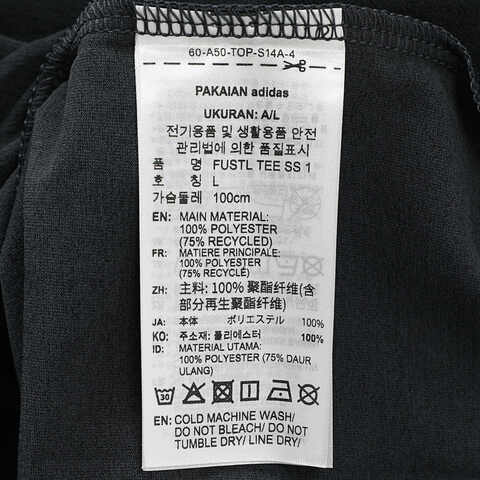 60-A50-TOP-S14A-4
PAKAIAN adidas
UKURAN: A/L
전기용품 및 생활용품 안전
관리법에 의한 품질표시
품 명 FUSTL TEE SS 1
호 칭 L
가슴둘레 100cm
EN: MAIN MATERIAL:
100% POLYESTER
(75% RECYCLED)
FR: MATIERE PRINCIPALE:
100% POLYESTER
(75% RECYCLÉ)
ZH: 主料: 100% 聚酯纤维(含
部分再生聚酯纤维)
JA: 本体 ポリエステル 100%
KO: 주소재: 폴리에스터 100%
ID: MATERIAL UTAMA:
100% POLYESTER (75% DAUR
ULANG)
30
EN: COLD MACHINE WASH/
DO NOT BLEACH/ DO NOT
TUMBLE DRY/ LINE DRY/